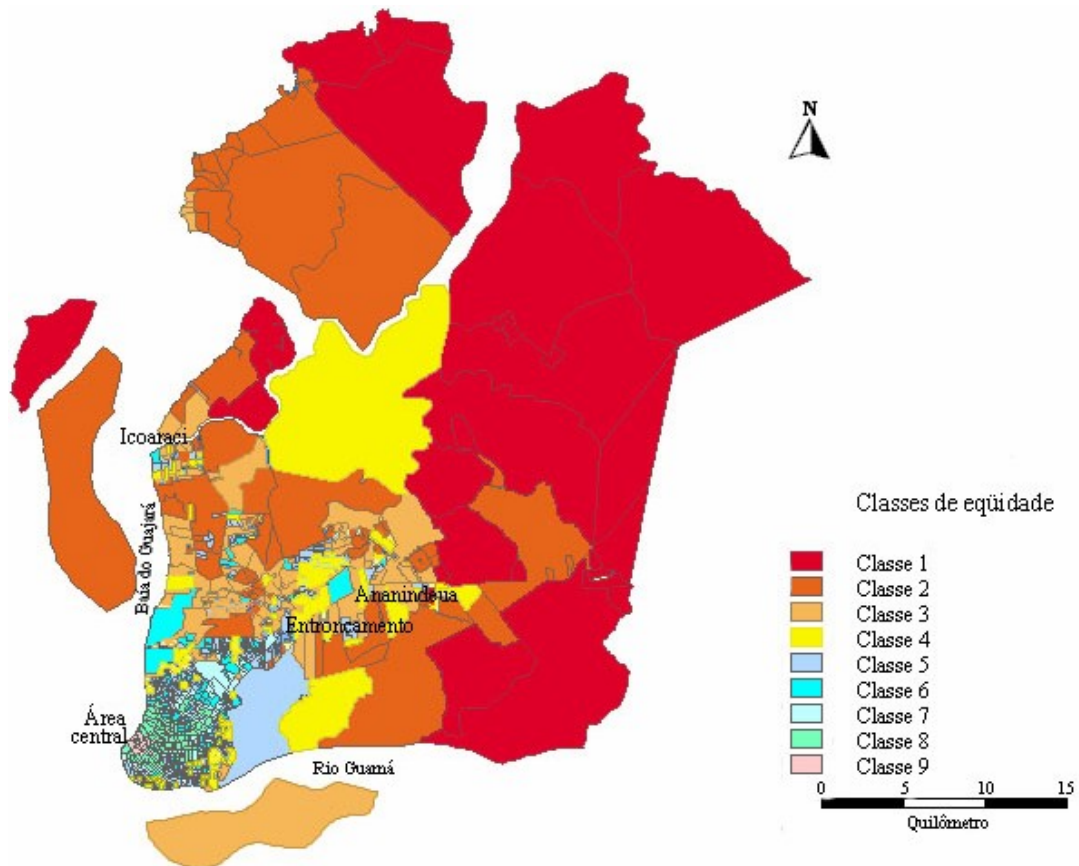 N
Icoaraci
Baia do Guajará
Ananindeua
Entroncamento
Área
central
Rio Guamá
Classes de eqüidade
Classe 1
Classe 2
Classe 3
Classe 4
Classe 5
Classe 6
Classe 7
Classe 8
Classe 9
0 5 10 15
Quilômetro